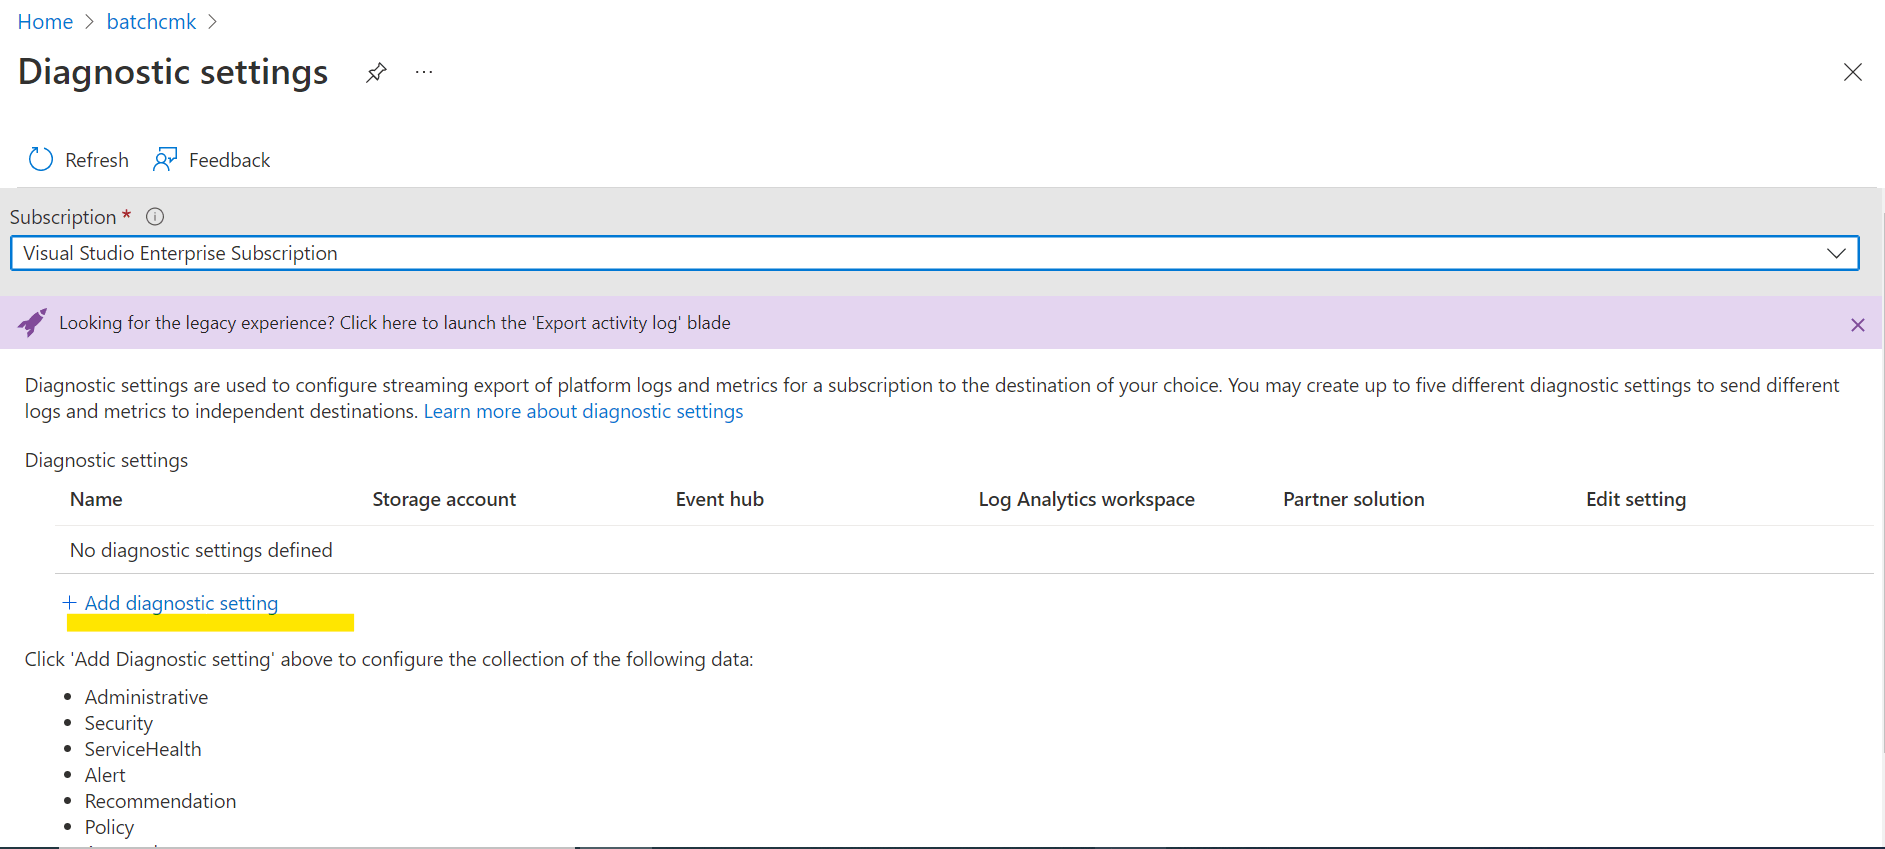 Home > batchcmk >
Diagnostic settings ...
Refresh Feedback
Subscription *
Visual Studio Enterprise Subscription
Looking for the legacy experience? Click here to launch the 'Export activity log' blade
Diagnostic settings are used to configure streaming export of platform logs and metrics for a subscription to the destination of your choice. You may create up to five different diagnostic settings to send different
logs and metrics to independent destinations. Learn more about diagnostic settings
Diagnostic settings
Name Storage account Event hub Log Analytics workspace Partner solution Edit setting
No diagnostic settings defined
+ Add diagnostic setting
Click 'Add Diagnostic setting' above to configure the collection of the following data:
• Administrative
• Security
• ServiceHealth
• Alert
• Recommendation
• Policy